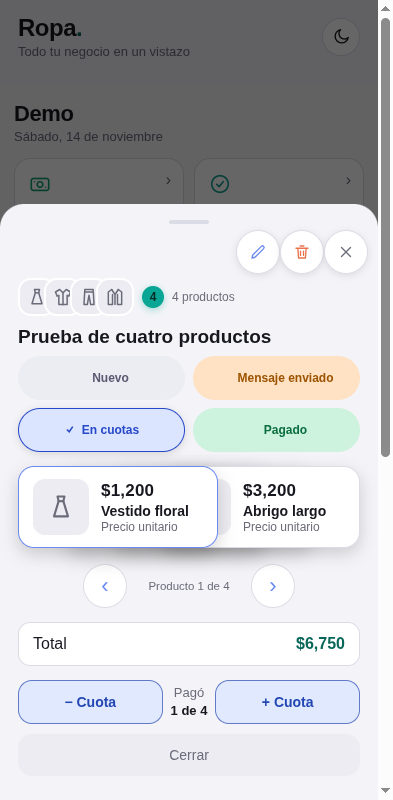 Ropa.
Todo tu negocio en un vistazo
Demo
Sábado, 14 de noviembre
4
4 productos
Prueba de cuatro productos
Nuevo
Mensaje enviado
En cuotas
Pagado
$1,200
Vestido floral
Precio unitario
$3,200
Abrigo largo
Precio unitario
Producto 1 de 4
Total
$6,750
− Cuota
Pagó
1 de 4
+ Cuota
Cerrar